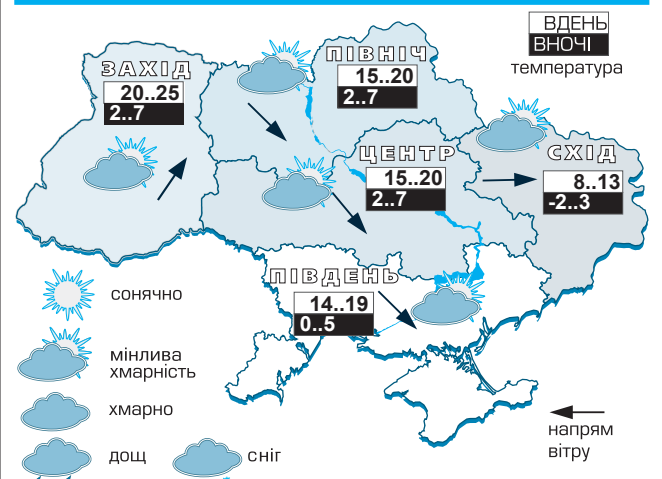 ВДЕНЬ
ВНОЧІ
температура
ЗАХІД
20..25
2..7
ПІВНІЧ
15..20
2..7
ЦЕНТР
15..20
2..7
СХІД
8..13
-2..3
ПІВДЕНЬ
14..19
0..5
сонячно
мінлива
хмарність
хмарно
дощ
сніг
напрям
вітру